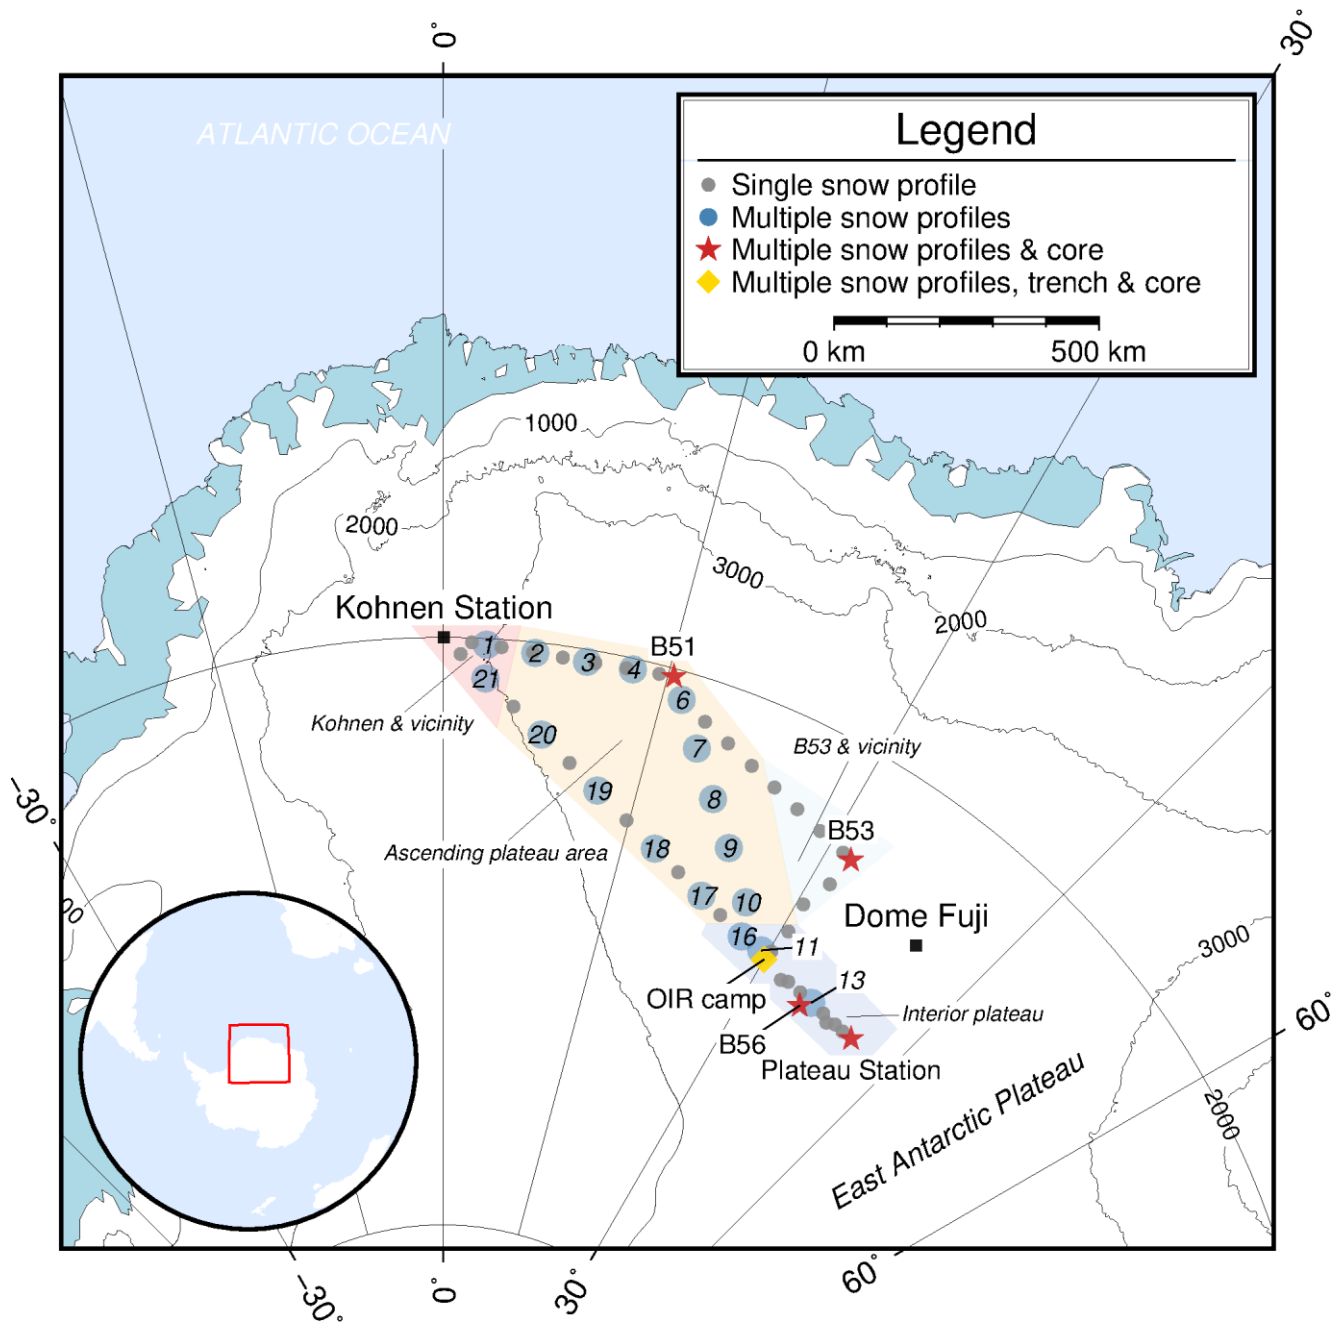 0°
30°
ATLANTIC OCEAN
Legend
Single snow profile
Multiple snow profiles
Multiple snow profiles & core
Multiple snow profiles, trench & core
0 km
500 km
1000
2000
3000
2000
Kohnen Station
B51
1
2
3
4
21
6
Kohnen & vicinity
20
7
B53 & vicinity
−30°
19
8
B53
Ascending plateau area
18
9
17
10
00
Dome Fuji
16
11
3000
13
OIR camp
Interior plateau
60°
B56
Plateau Station
2000
East Antarctic Plateau
−30°
0°
30°
60°